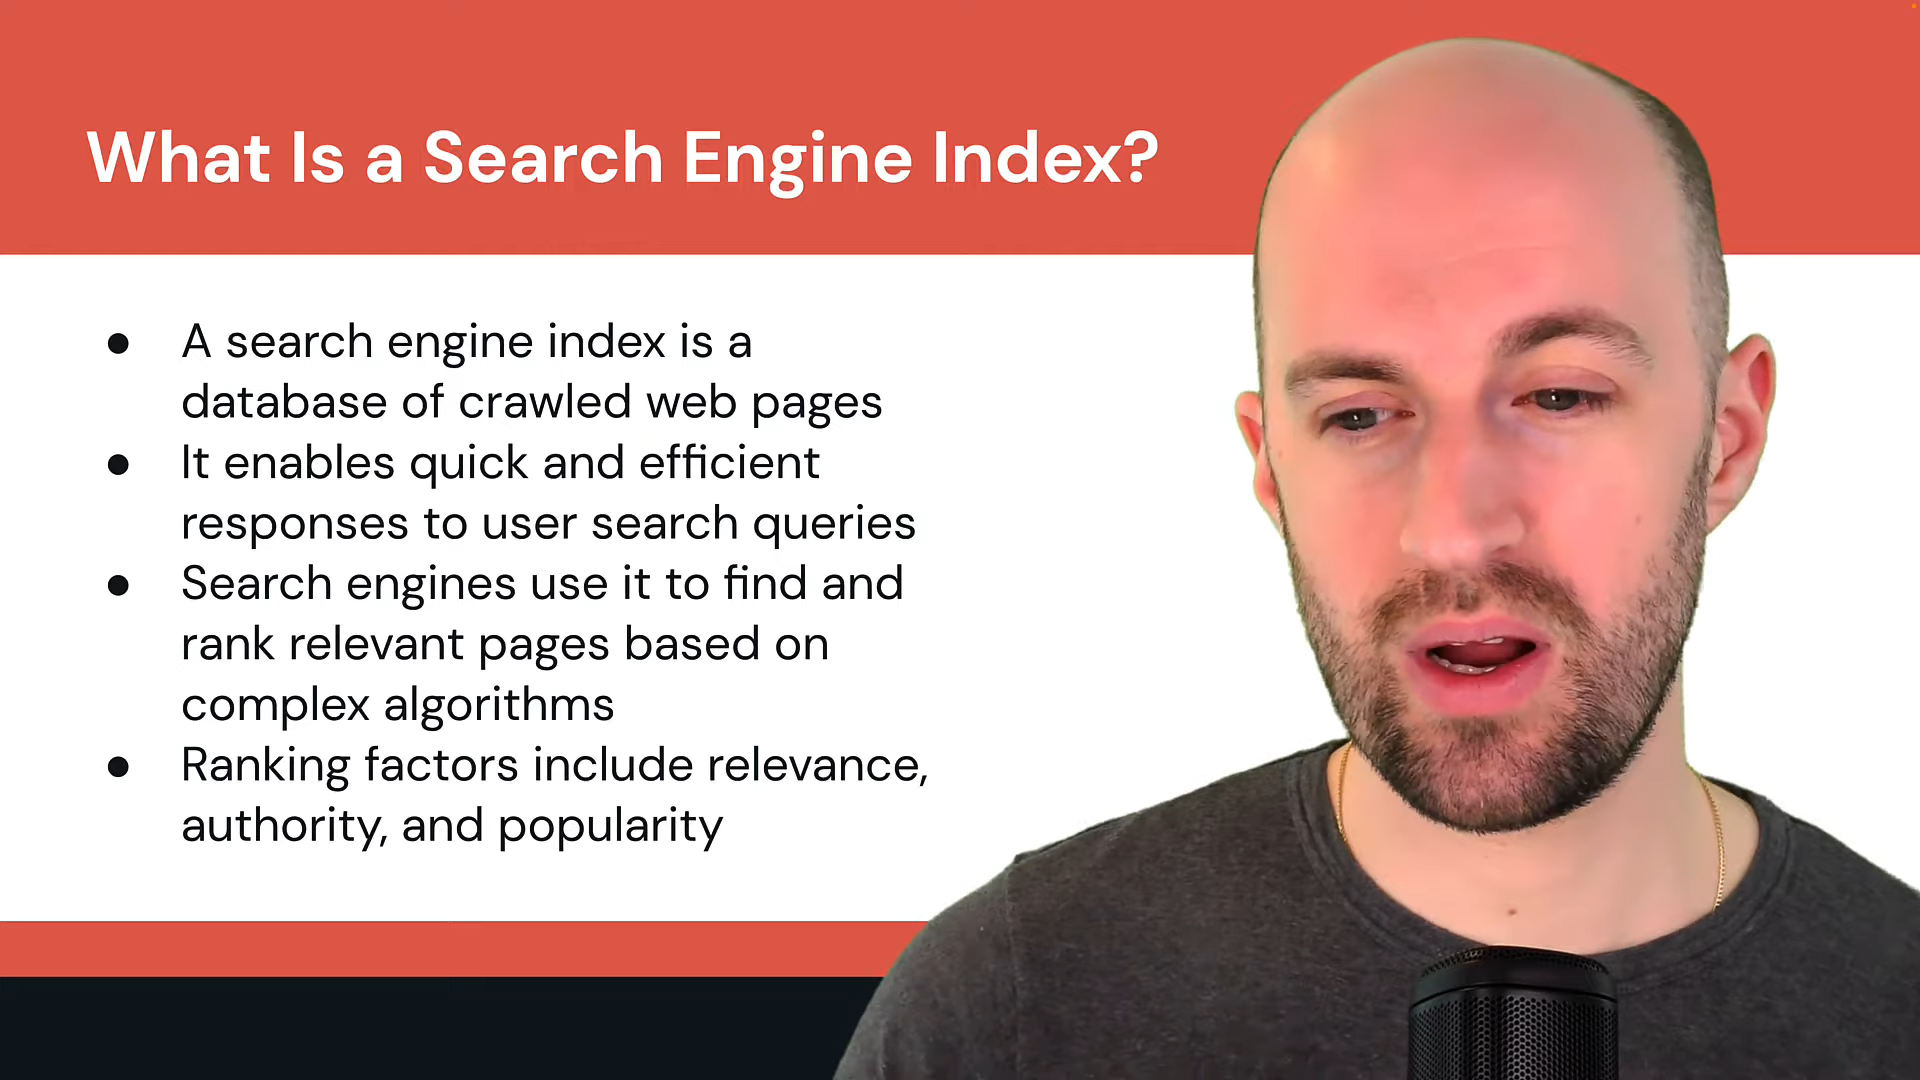 What Is a Search Engine Index?
● A search engine index is a
database of crawled web pages
● It enables quick and efficient
responses to user search queries
● Search engines use it to find and
rank relevant pages based on
complex algorithms
● Ranking factors include relevance,
authority, and popularity